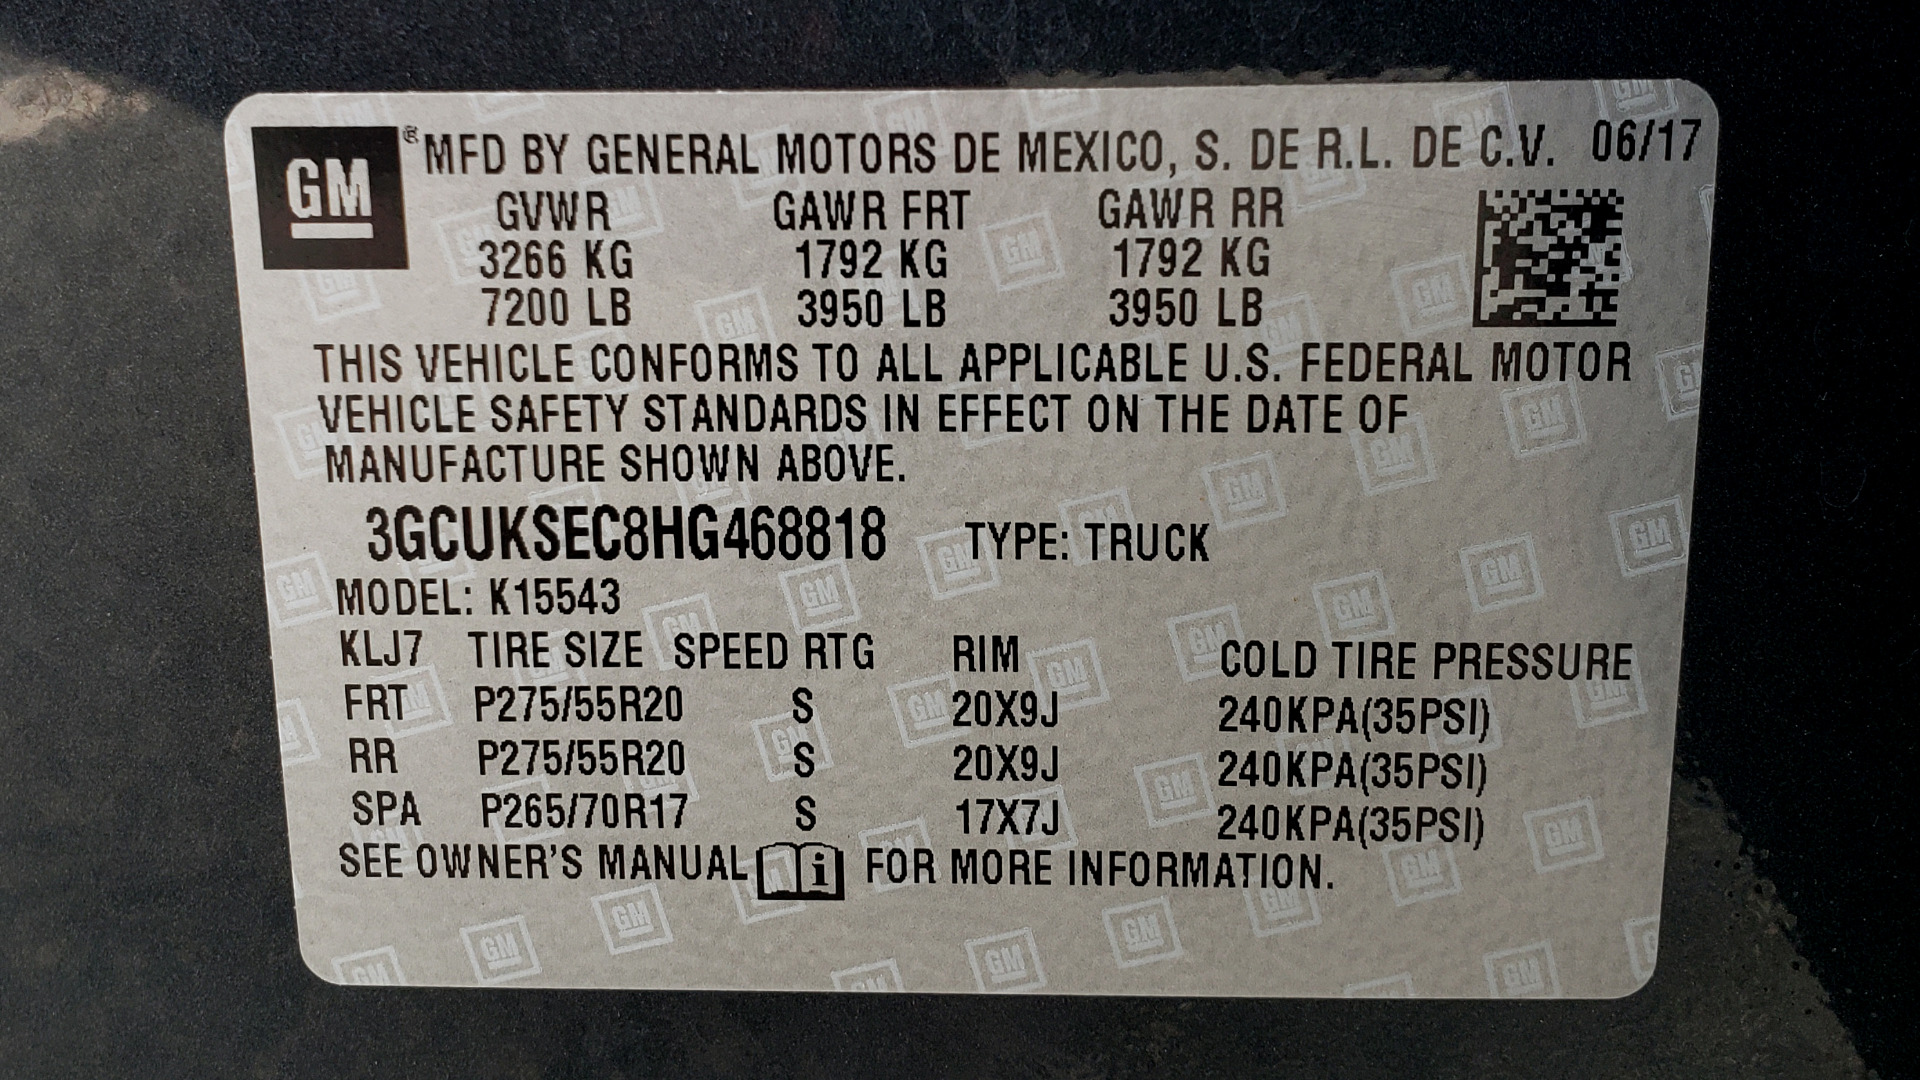 GM ® MFD BY GENERAL MOTORS DE MEXICO, S. DE R.L. DE C.V. 06/17
GVWR GAWR FRT GAWR RR
3266 KG 1792 KG 1792 KG
7200 LB 3950 LB 3950 LB
THIS VEHICLE CONFORMS TO ALL APPLICABLE U.S. FEDERAL MOTOR
VEHICLE SAFETY STANDARDS IN EFFECT ON THE DATE OF
MANUFACTURE SHOWN ABOVE.
3GCUKSEC8HG468818 TYPE: TRUCK
MODEL: K15543
KLJ7 TIRE SIZE SPEED RTG RIM COLD TIRE PRESSURE
FRT P275/55R20 S 20X9J 240KPA(35PSI)
RR P275/55R20 S 20X9J 240KPA(35PSI)
SPA P265/70R17 S 17X7J 240KPA(35PSI)
SEE OWNER'S MANUAL i FOR MORE INFORMATION.